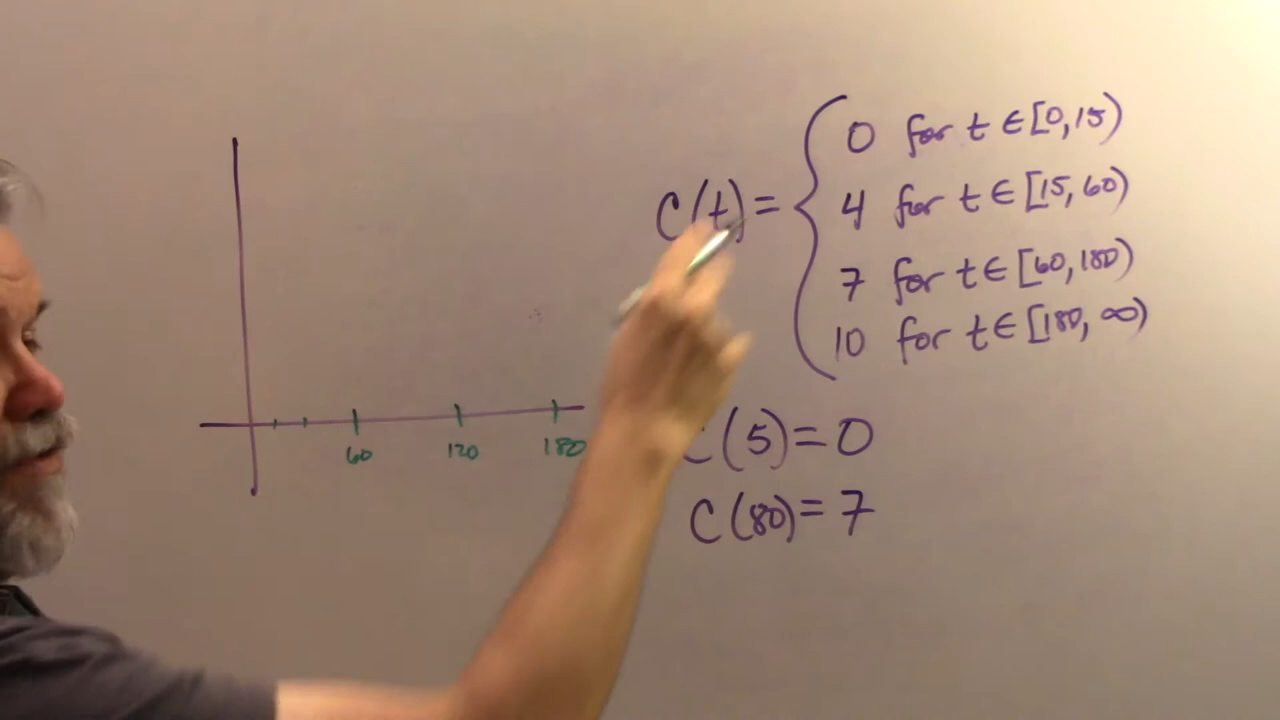 C(t) =
0 for t ∈ [0, 15)
4 for t ∈ [15, 60)
7 for t ∈ [60, 180)
10 for t ∈ [180, ∞)
60 120 180
C(5) = 0
C(80) = 7